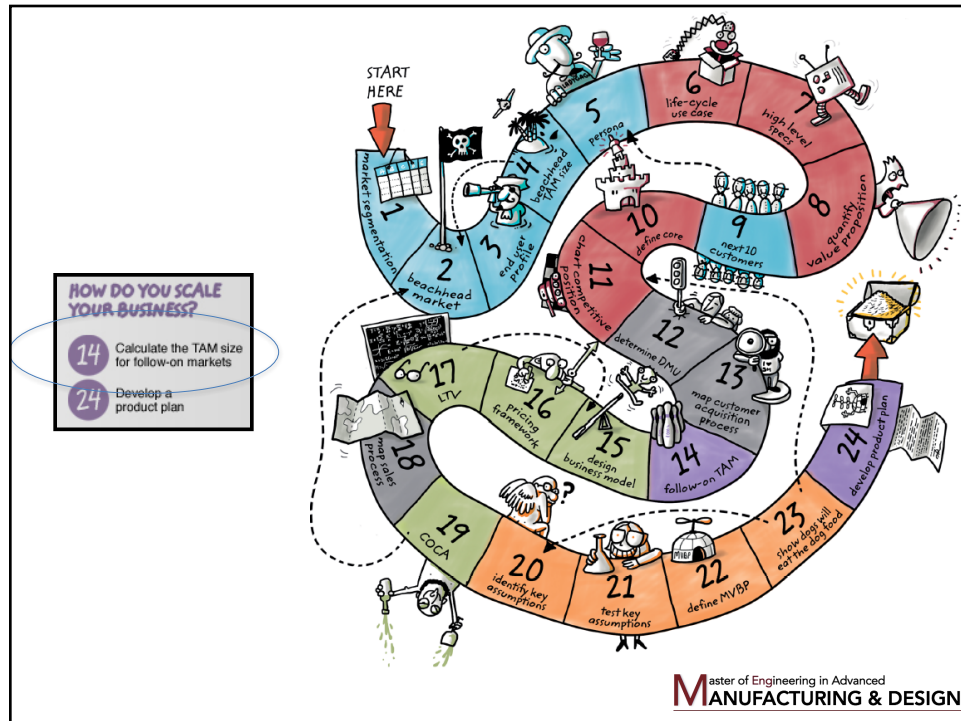 HOW DO YOU SCALE
YOUR BUSINESS?
14 Calculate the TAM size
for follow-on markets
24 Develop a
product plan
START
HERE
1
market segmentation
2
beachhead
market
3
end user
profile
4
beachhead
TAM size
5
persona
6
life-cycle
use case
7
high level
specs
8
quantify
value proposition
9
next 10
customers
10
define core
11
chart competitive
position
12
determine DMU
13
map customer
acquisition
process
14
follow-on TAM
15
design
business model
16
pricing
framework
17
LTV
18
map sales
process
19
COCA
20
identify key
assumptions
?
21
test key
assumptions
22
define MVBP
MVBP
23
show dogs will
eat the dog food
24
develop product plan
Master of Engineering in Advanced
MANUFACTURING & DESIGN